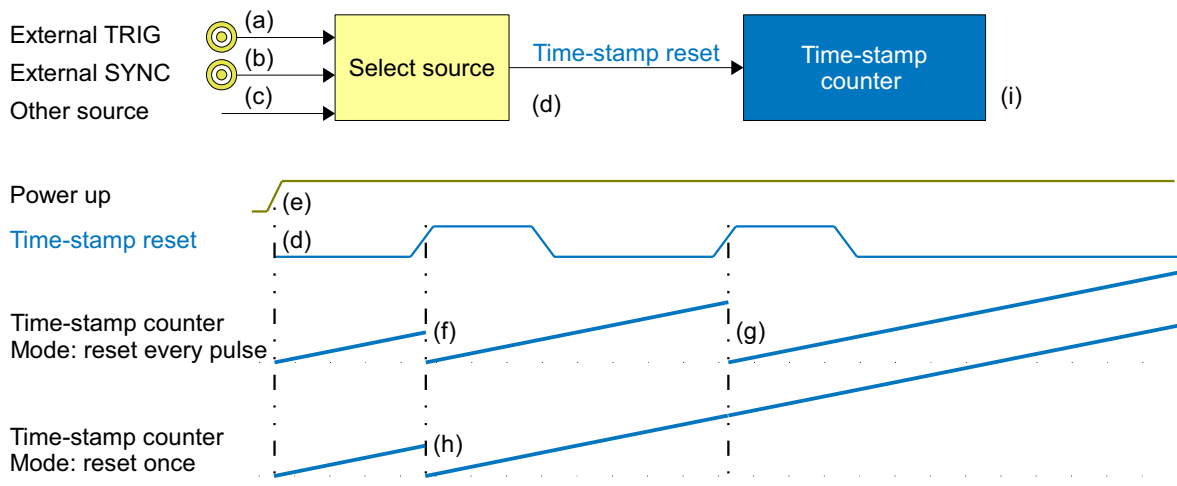 External TRIG
(a)
External SYNC
(b)
Other source
(c)
Select source
Time-stamp reset
(d)
Time-stamp
counter
(i)
Power up
(e)
Time-stamp reset
(d)
Time-stamp counter
Mode: reset every pulse
(f)
(g)
Time-stamp counter
Mode: reset once
(h)